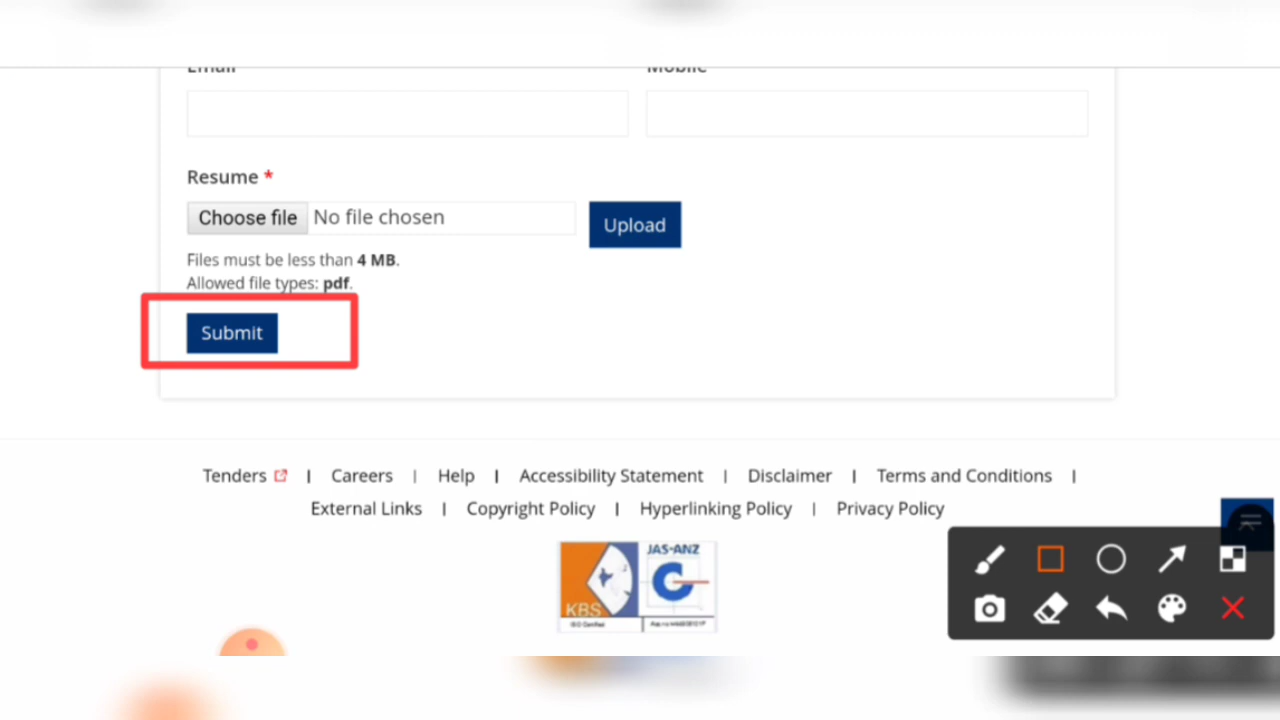 Email Mobile
Resume *
Choose file No file chosen Upload
Files must be less than 4 MB.
Allowed file types: pdf.
Submit
Tenders | Careers | Help | Accessibility Statement | Disclaimer | Terms and Conditions |
External Links | Copyright Policy | Hyperlinking Policy | Privacy Policy
JAS-ANZ
KBS